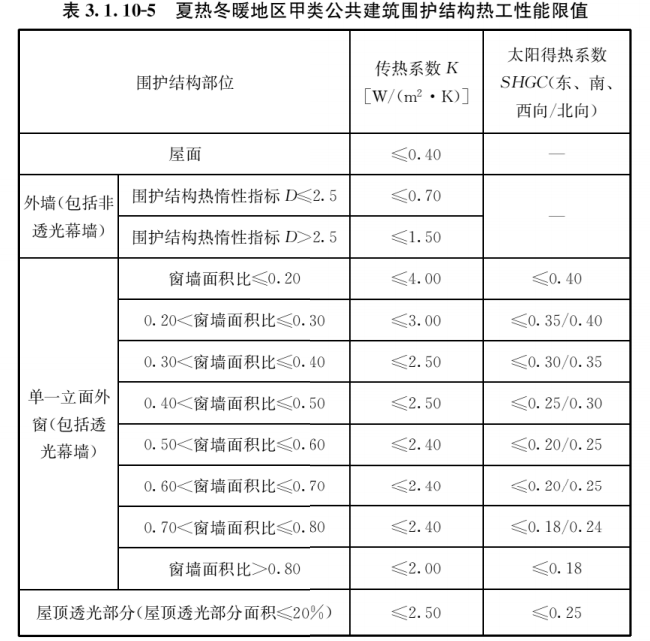 表 3.1.10-5 夏热冬暖地区甲类公共建筑围护结构热工性能限值
围护结构部位
传热系数 K
[W/(m²·K)]
太阳得热系数
SHGC(东、南、
西向/北向)
屋面
≤0.40
—
外墙(包括非
透光幕墙)
围护结构热惰性指标 D≤2.5
≤0.70
—
围护结构热惰性指标 D>2.5
≤1.50
单一立面外
窗(包括透
光幕墙)
窗墙面积比≤0.20
≤4.00
≤0.40
0.20<窗墙面积比≤0.30
≤3.00
≤0.35/0.40
0.30<窗墙面积比≤0.40
≤2.50
≤0.30/0.35
0.40<窗墙面积比≤0.50
≤2.50
≤0.25/0.30
0.50<窗墙面积比≤0.60
≤2.40
≤0.20/0.25
0.60<窗墙面积比≤0.70
≤2.40
≤0.20/0.25
0.70<窗墙面积比≤0.80
≤2.40
≤0.18/0.24
窗墙面积比>0.80
≤2.00
≤0.18
屋顶透光部分(屋顶透光部分面积≤20%)
≤2.50
≤0.25